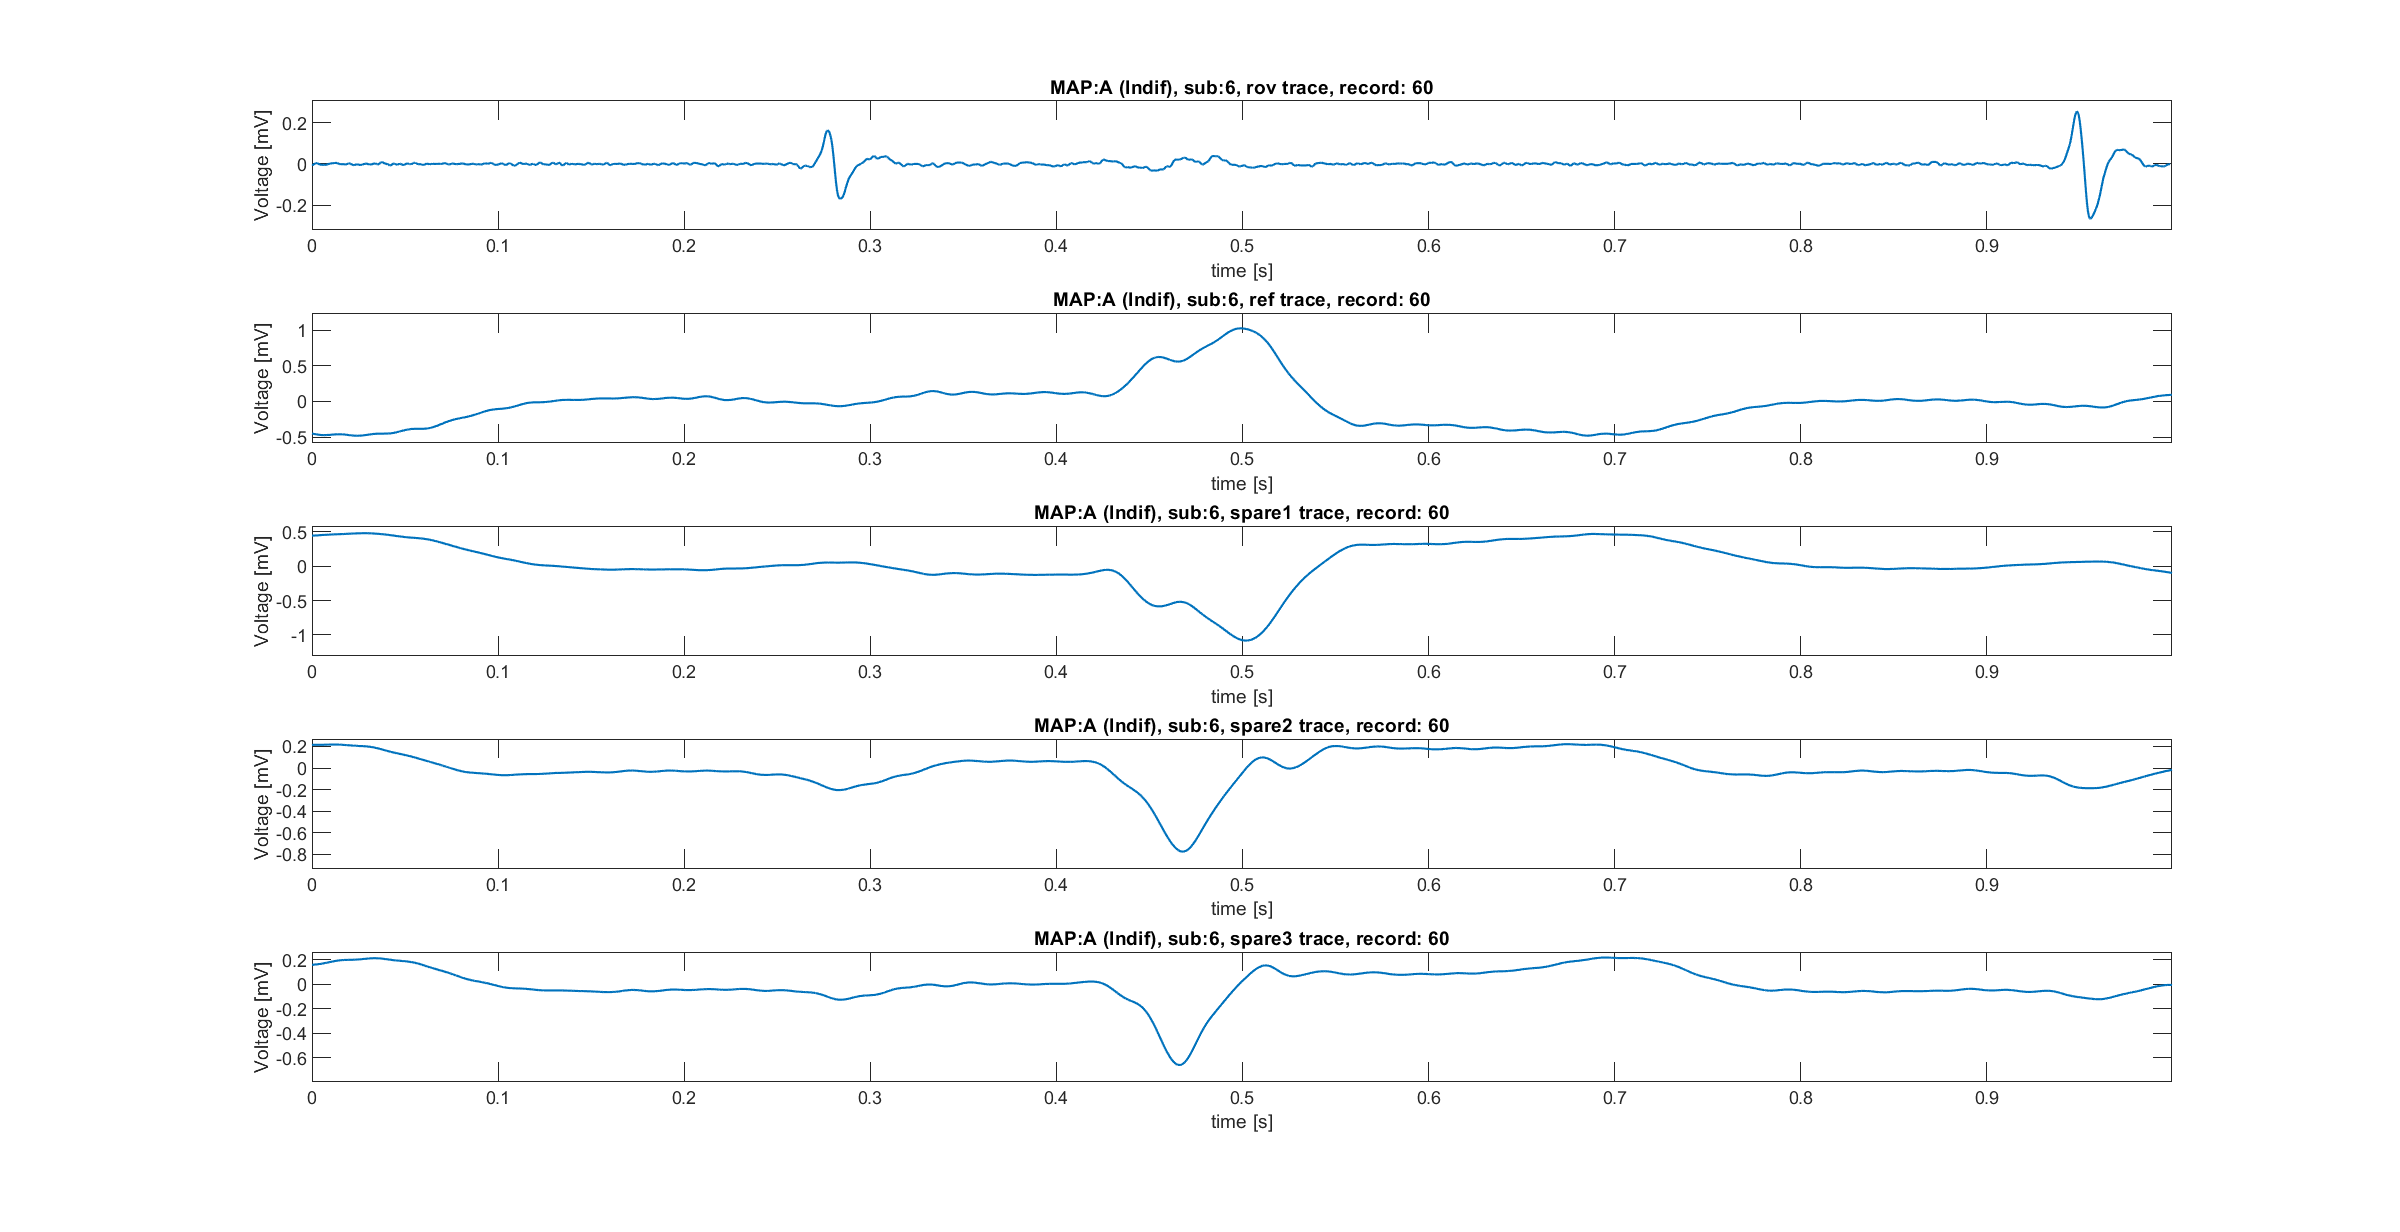 MAP:A (Indif), sub:6, rov trace, record: 60
Voltage [mV]
0.2
0
-0.2
0 0.1 0.2 0.3 0.4 0.5 0.6 0.7 0.8 0.9
time [s]
MAP:A (Indif), sub:6, ref trace, record: 60
Voltage [mV]
1
0.5
0
-0.5
0 0.1 0.2 0.3 0.4 0.5 0.6 0.7 0.8 0.9
time [s]
MAP:A (Indif), sub:6, spare1 trace, record: 60
Voltage [mV]
0.5
0
-0.5
-1
0 0.1 0.2 0.3 0.4 0.5 0.6 0.7 0.8 0.9
time [s]
MAP:A (Indif), sub:6, spare2 trace, record: 60
Voltage [mV]
0.2
0
-0.2
-0.4
-0.6
-0.8
0 0.1 0.2 0.3 0.4 0.5 0.6 0.7 0.8 0.9
time [s]
MAP:A (Indif), sub:6, spare3 trace, record: 60
Voltage [mV]
0.2
0
-0.2
-0.4
-0.6
0 0.1 0.2 0.3 0.4 0.5 0.6 0.7 0.8 0.9
time [s]